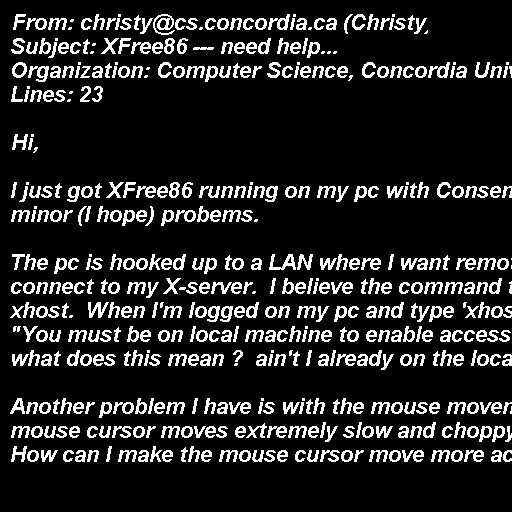 From: christy@cs.concordia.ca (Christy,
Subject: XFree86 --- need help...
Organization: Computer Science, Concordia Univ
Lines: 23
Hi,
I just got XFree86 running on my pc with Consen
minor (I hope) probems.
The pc is hooked up to a LAN where I want remot
connect to my X-server.  I believe the command t
xhost.  When I'm logged on my pc and type 'xhos
"You must be on local machine to enable access
what does this mean ?  ain't I already on the loca
Another problem I have is with the mouse movem
mouse cursor moves extremely slow and choppy
How can I make the mouse cursor move more ac